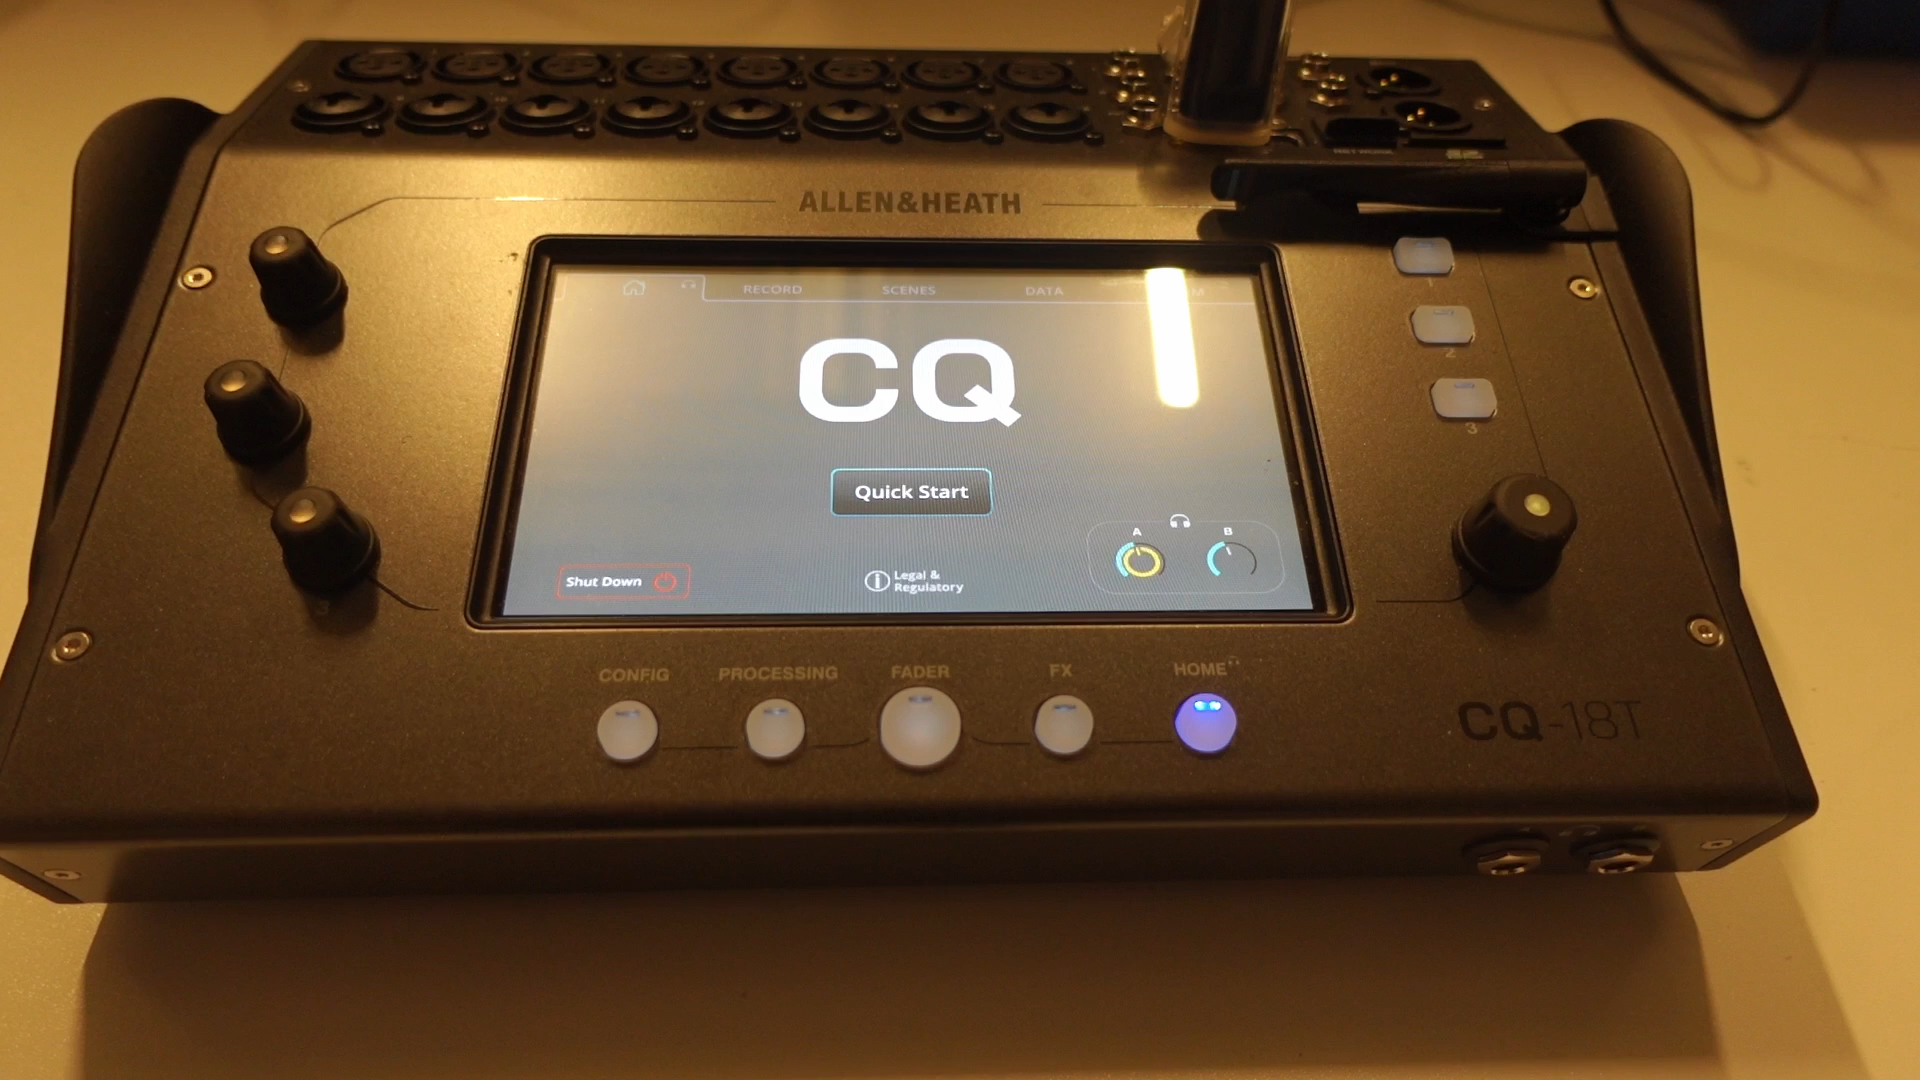 ALLEN&HEATH
RECORD SCENES DATA
CQ
Quick Start
A B
Shut Down
Legal &
Regulatory
1
2
3
3
CONFIG PROCESSING FADER FX HOME
CQ-18T